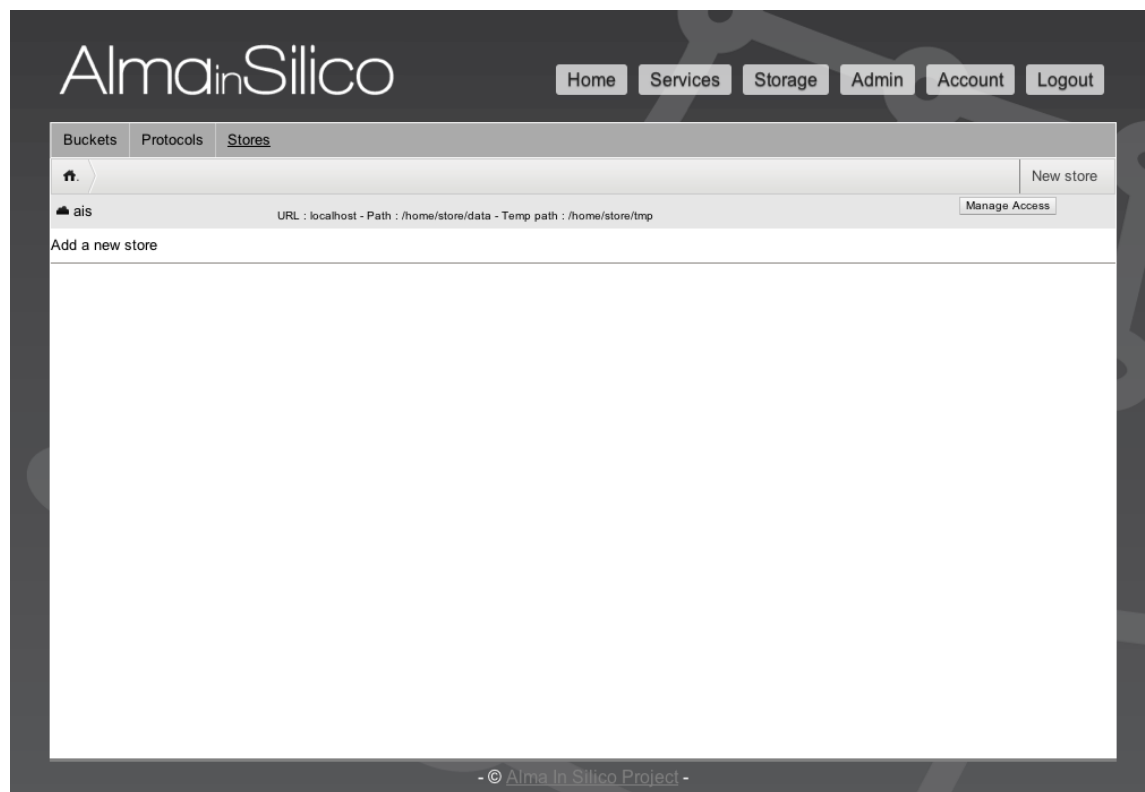 AlmainSilico
Home Services Storage Admin Account Logout
Buckets Protocols Stores
New store
ais URL : localhost - Path : /home/store/data - Temp path : /home/store/tmp Manage Access
Add a new store
- © Alma In Silico Project -